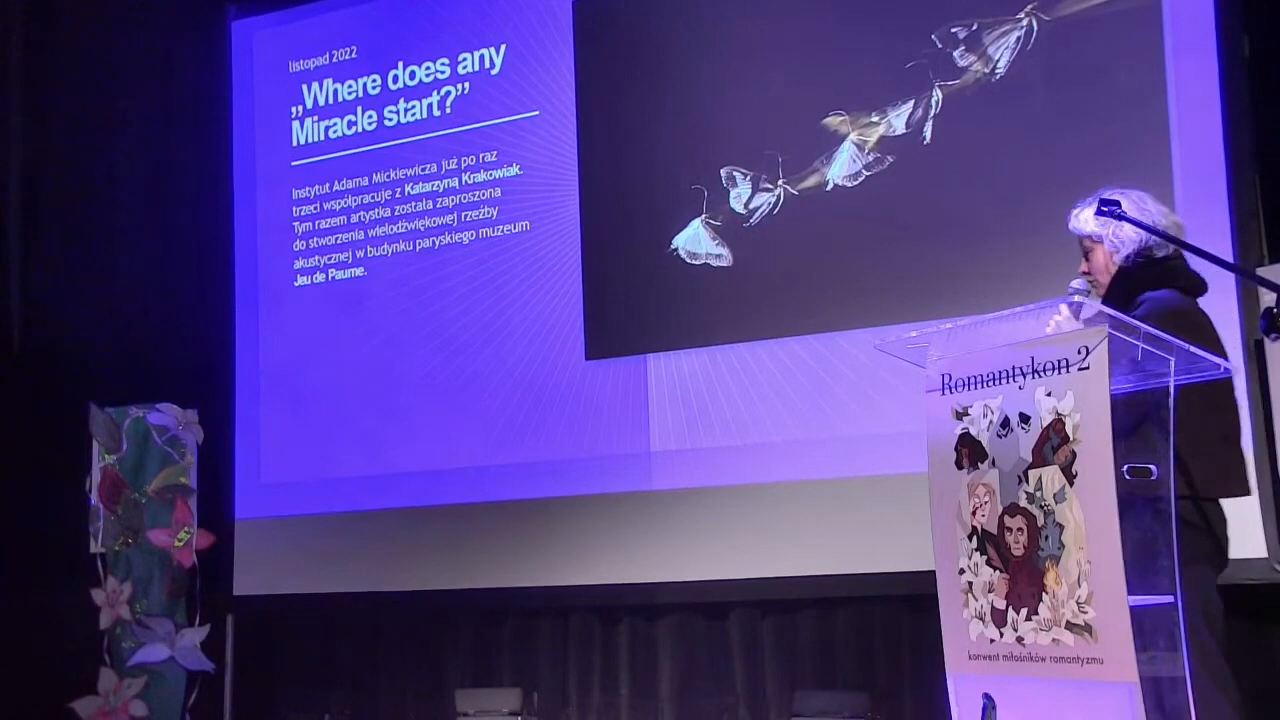 listopad 2022
„Where does any
Miracle start?”
Instytut Adama Mickiewicza już po raz
trzeci współpracuje z Katarzyną Krakowiak.
Tym razem artystka została zaproszona
do stworzenia wielodźwiękowej rzeźby
akustycznej w budynku paryskiego muzeum
Jeu de Paume.
Romantykon 2
konwent miłośników romantyzmu